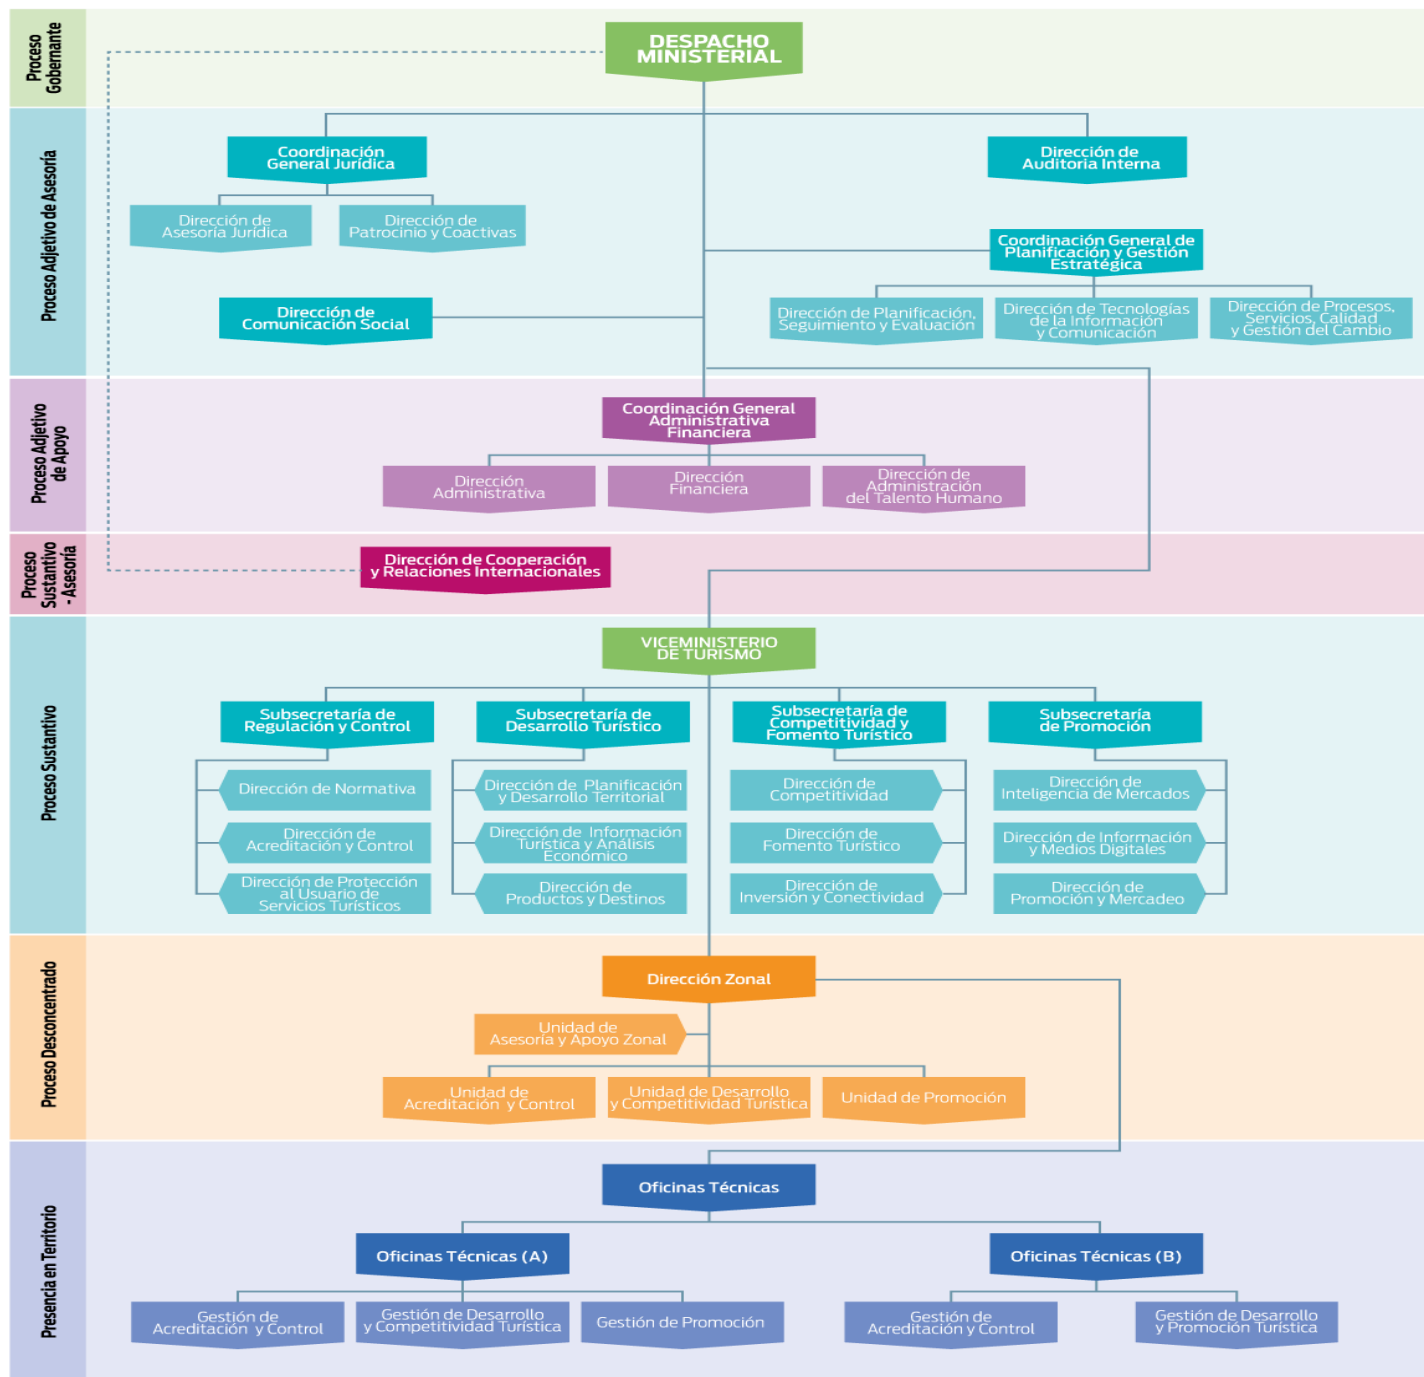 Proceso
Gobernante
DESPACHO
MINISTERIAL
Proceso Adjetivo de Asesoría
Coordinación
General Jurídica
Dirección de
Auditoria Interna
Dirección de
Asesoría Jurídica
Dirección de
Patrocinio y Coactivas
Coordinación General de
Planificación y Gestión
Estratégica
Dirección de
Comunicación Social
Dirección de Planificación,
Seguimiento y Evaluación
Dirección de Tecnologías
de la Información
y Comunicación
Dirección de Procesos,
Servicios, Calidad
y Gestión del Cambio
Proceso Adjetivo
de Apoyo
Coordinación General
Administrativa
Financiera
Dirección
Administrativa
Dirección
Financiera
Dirección de
Administración
del Talento Humano
Proceso
Sustantivo
- Asesoría
Dirección de Cooperación
y Relaciones Internacionales
Proceso Sustantivo
VICEMINISTERIO
DE TURISMO
Subsecretaría de
Regulación y Control
Subsecretaría de
Desarrollo Turístico
Subsecretaría de
Competitividad y
Fomento Turístico
Subsecretaría
de Promoción
Dirección de Normativa
Dirección de Planificación
y Desarrollo Territorial
Dirección de
Competitividad
Dirección de
Inteligencia de Mercados
Dirección de
Acreditación y Control
Dirección de Información
Turística y Análisis
Económico
Dirección de
Fomento Turístico
Dirección de Información
y Medios Digitales
Dirección de Protección
al Usuario de
Servicios Turísticos
Dirección de
Productos y Destinos
Dirección de
Inversión y Conectividad
Dirección de
Promoción y Mercadeo
Proceso Desconcentrado
Dirección Zonal
Unidad de
Asesoría y Apoyo Zonal
Unidad de
Acreditación y Control
Unidad de Desarrollo
y Competitividad Turística
Unidad de Promoción
Presencia en Territorio
Oficinas Técnicas
Oficinas Técnicas (A)
Oficinas Técnicas (B)
Gestión de
Acreditación y Control
Gestión de Desarrollo
y Competitividad Turística
Gestión de Promoción
Gestión de
Acreditación y Control
Gestión de Desarrollo
y Promoción Turística